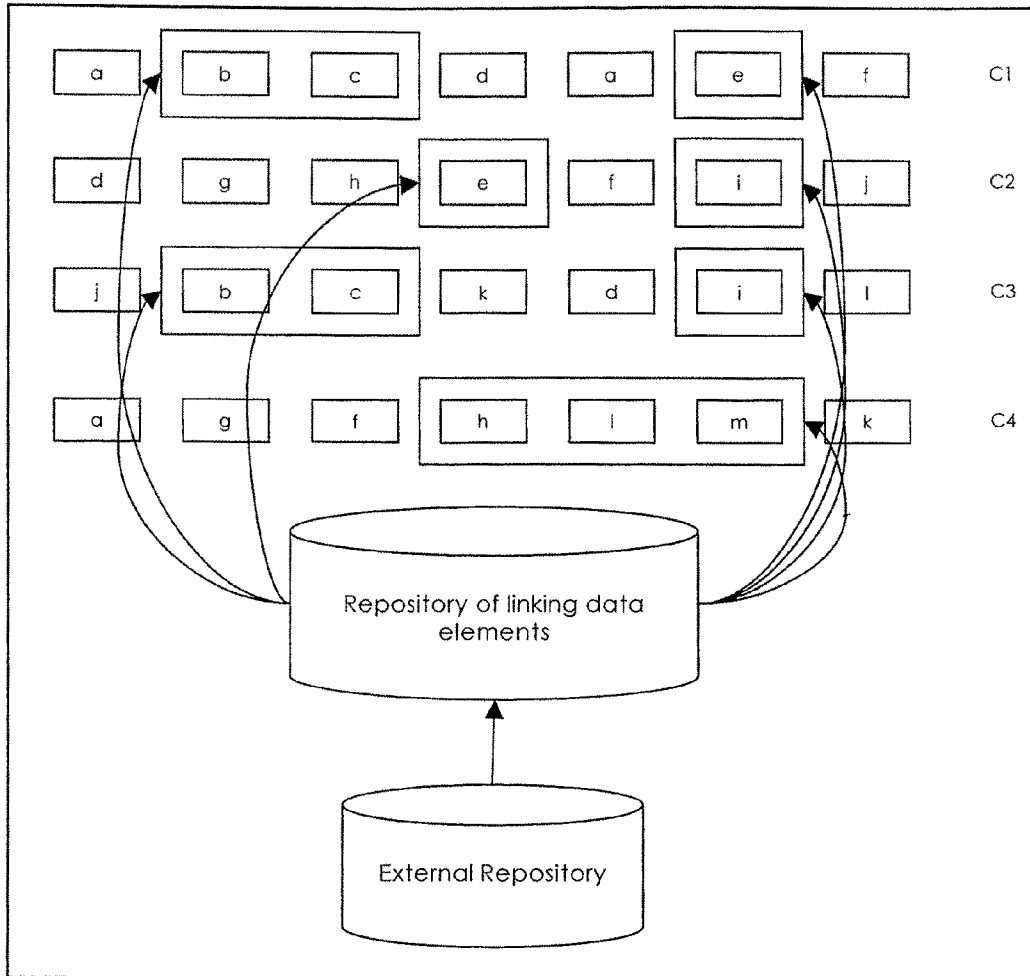 a b c d a e f C1
d g h e f i j C2
j b c k d i l C3
a g f h i m k C4
Repository of linking data
elements
External Repository